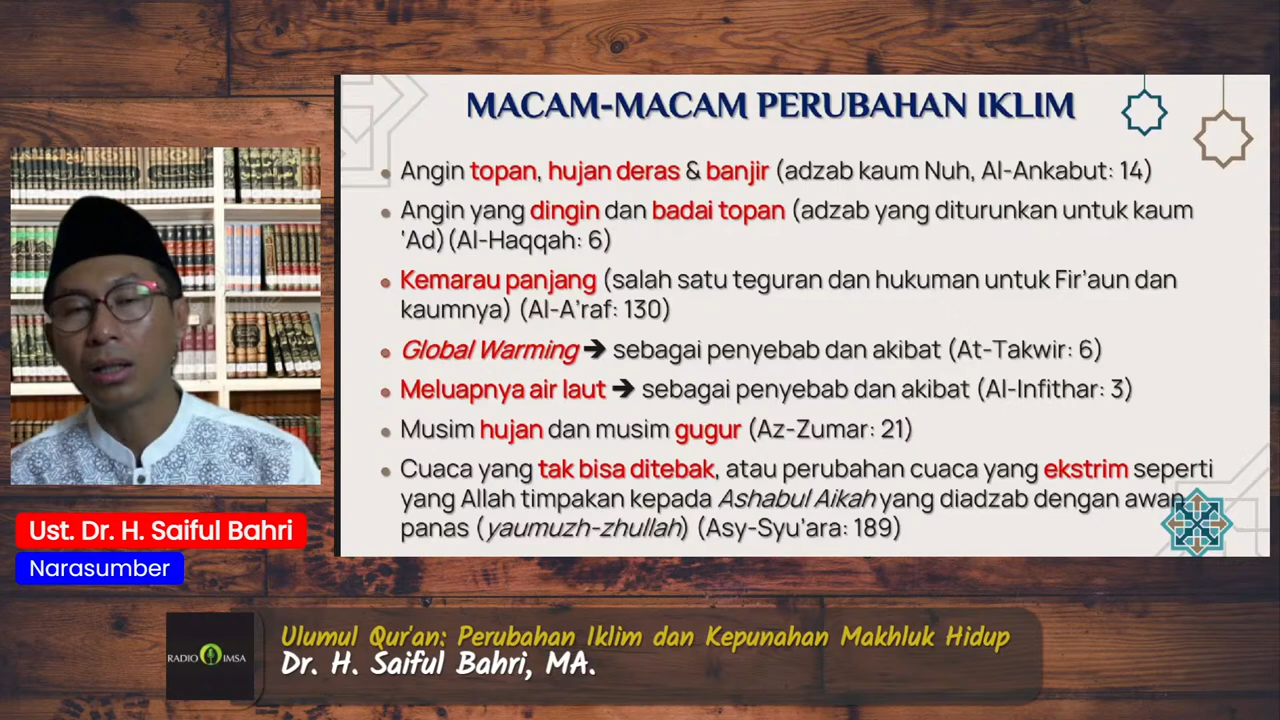 MACAM-MACAM PERUBAHAN IKLIM
Angin topan, hujan deras & banjir (adzab kaum Nuh, Al-Ankabut: 14)
Angin yang dingin dan badai topan (adzab yang diturunkan untuk kaum
‘Ad)(Al-Haqqah: 6)
Kemarau panjang (salah satu teguran dan hukuman untuk Fir’aun dan
kaumnya) (Al-A’raf: 130)
Global Warming ➔ sebagai penyebab dan akibat (At-Takwir: 6)
Meluapnya air laut ➔ sebagai penyebab dan akibat (Al-Infithar: 3)
Musim hujan dan musim gugur (Az-Zumar: 21)
Cuaca yang tak bisa ditebak, atau perubahan cuaca yang ekstrim seperti
yang Allah timpakan kepada Ashabul Aikah yang diadzab dengan awan
panas (yaumuzh-zhullah) (Asy-Syu’ara: 189)
Ust. Dr. H. Saiful Bahri
Narasumber
RADIO IMSA
Ulumul Qur'an: Perubahan Iklim dan Kepunahan Makhluk Hidup
Dr. H. Saiful Bahri, MA.